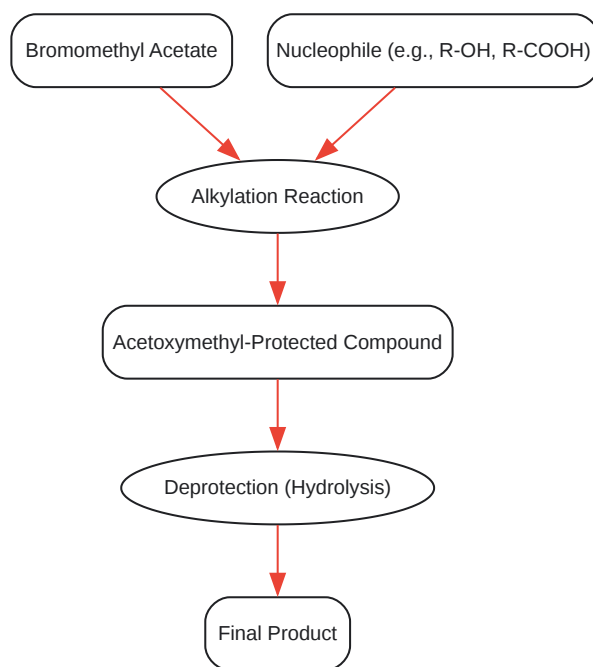 Bromomethyl Acetate
Nucleophile (e.g., R-OH, R-COOH)
Alkylation Reaction
Acetoxymethyl-Protected Compound
Deprotection (Hydrolysis)
Final Product